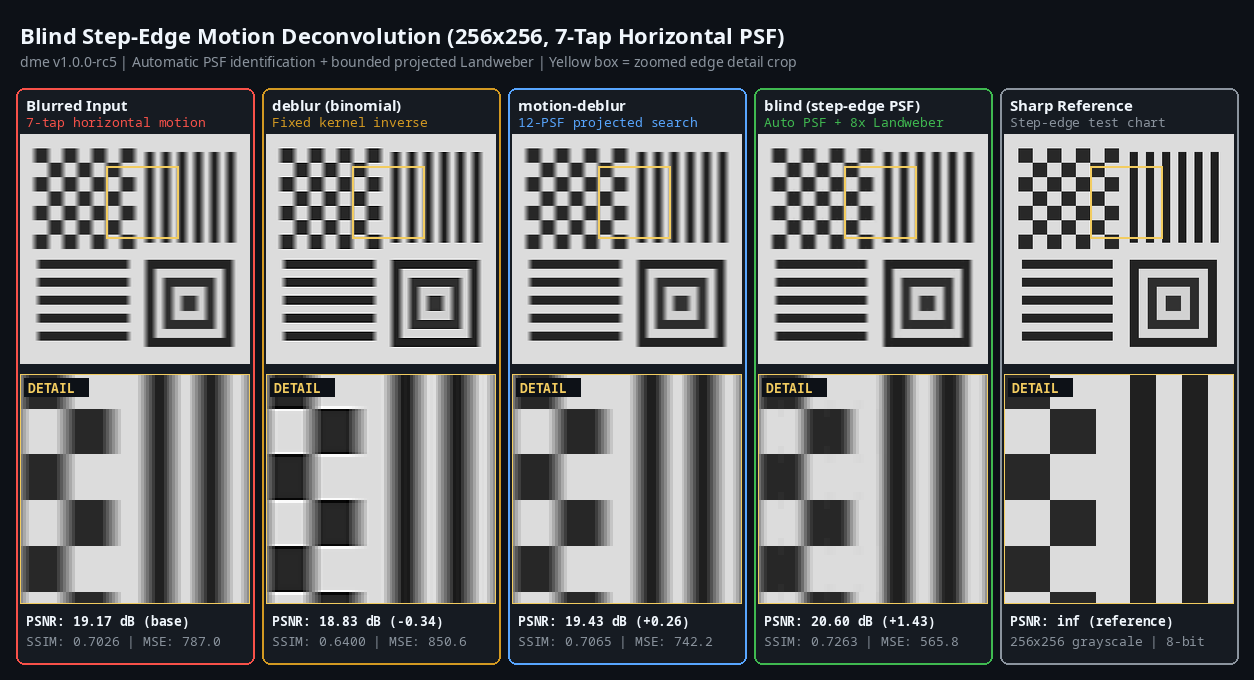 Blind Step-Edge Motion Deconvolution (256x256, 7-Tap Horizontal PSF)
dme v1.0.0-rc5 | Automatic PSF identification + bounded projected Landweber | Yellow box = zoomed edge detail crop
Blurred Input
7-tap horizontal motion
DETAIL
PSNR: 19.17 dB (base)
SSIM: 0.7026 | MSE: 787.0
deblur (binomial)
Fixed kernel inverse
DETAIL
PSNR: 18.83 dB (-0.34)
SSIM: 0.6400 | MSE: 850.6
motion-deblur
12-PSF projected search
DETAIL
PSNR: 19.43 dB (+0.26)
SSIM: 0.7065 | MSE: 742.2
blind (step-edge PSF)
Auto PSF + 8x Landweber
DETAIL
PSNR: 20.60 dB (+1.43)
SSIM: 0.7263 | MSE: 565.8
Sharp Reference
Step-edge test chart
DETAIL
PSNR: inf (reference)
256x256 grayscale | 8-bit